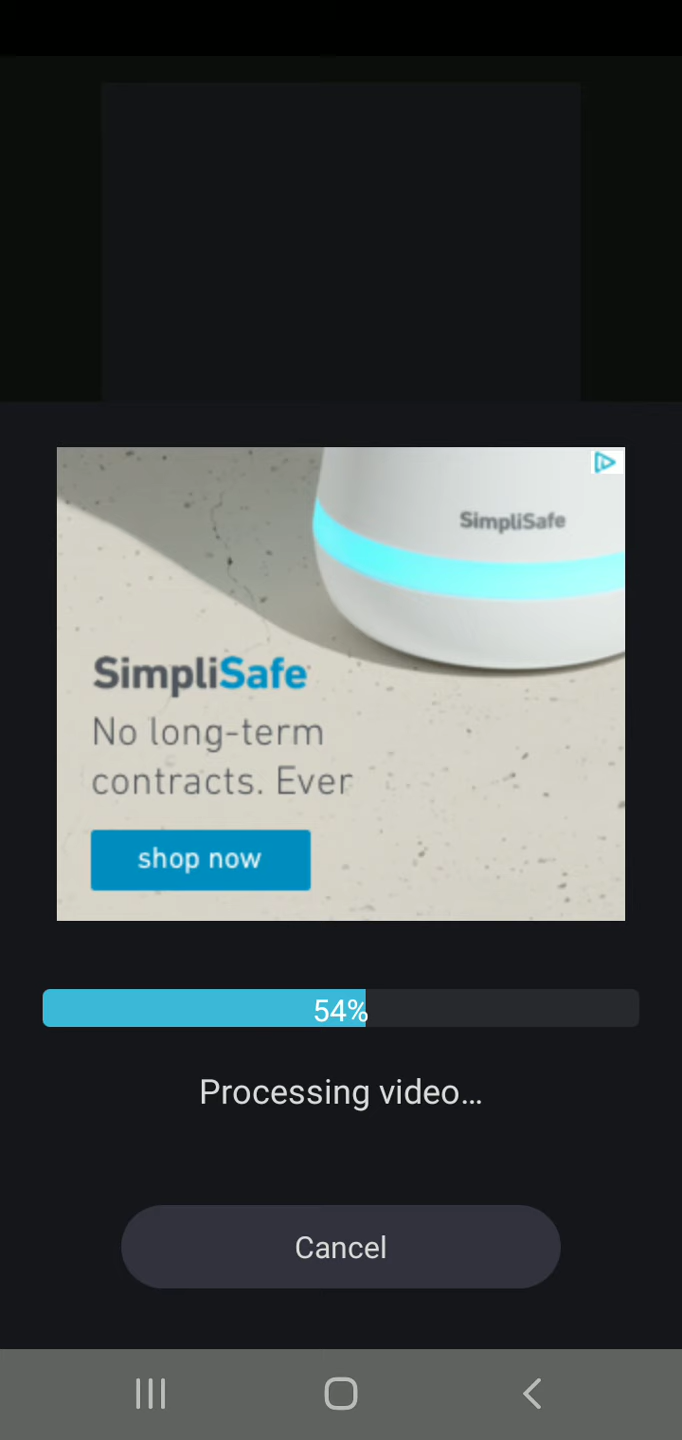 SimpliSafe
SimpliSafe
No long-term
contracts. Ever
shop now
54%
Processing video...
Cancel